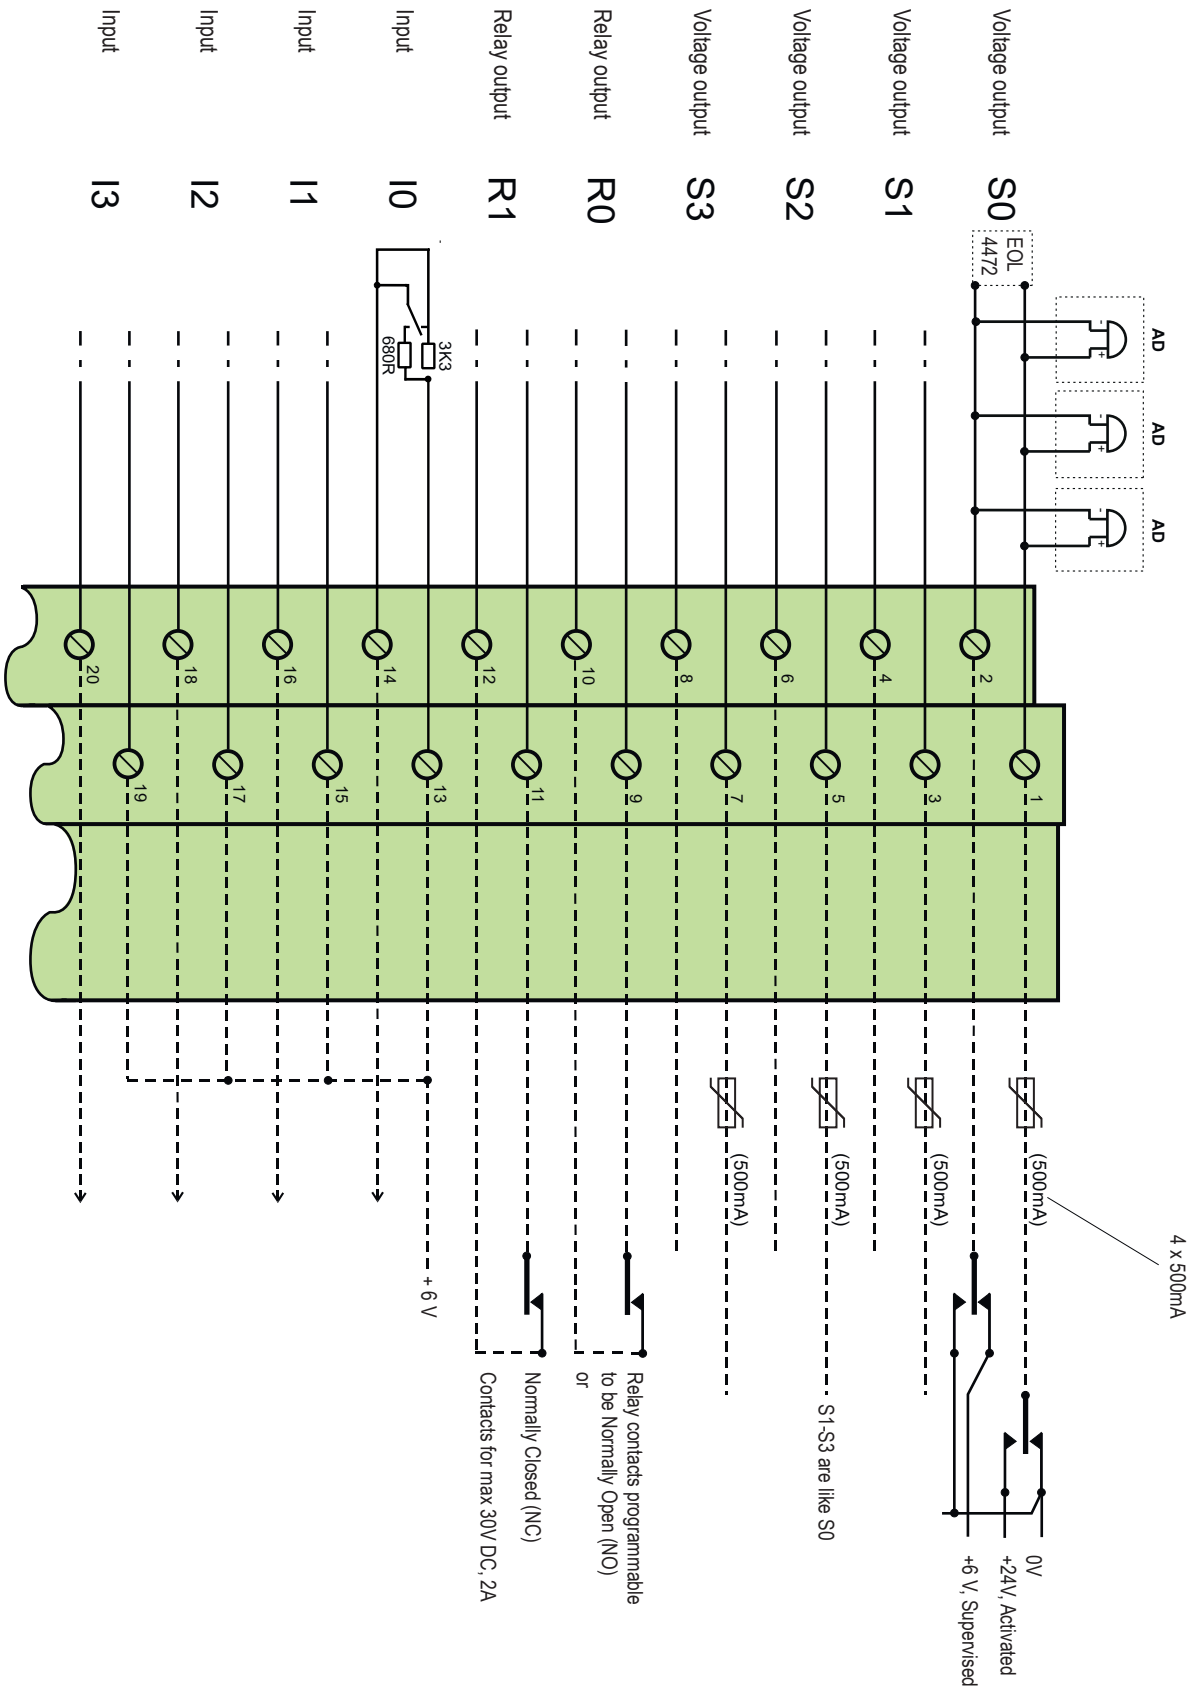 AD
AD
AD
EOL
4472
Voltage output
S0
2
1
(500mA)
4 x 500mA
0V
+24V, Activated
+6 V, Supervised
Voltage output
S1
4
3
(500mA)
Voltage output
S2
6
5
(500mA)
S1-S3 are like S0
Voltage output
S3
8
7
(500mA)
Relay output
R0
10
9
Relay contacts programmable
to be Normally Open (NO)
or
Normally Closed (NC)
Contacts for max 30V DC, 2A
Relay output
R1
12
11
Input
I0
3K3
680R
14
13
+ 6 V
Input
I1
16
15
Input
I2
18
17
Input
I3
20
19
- +
- +
- +